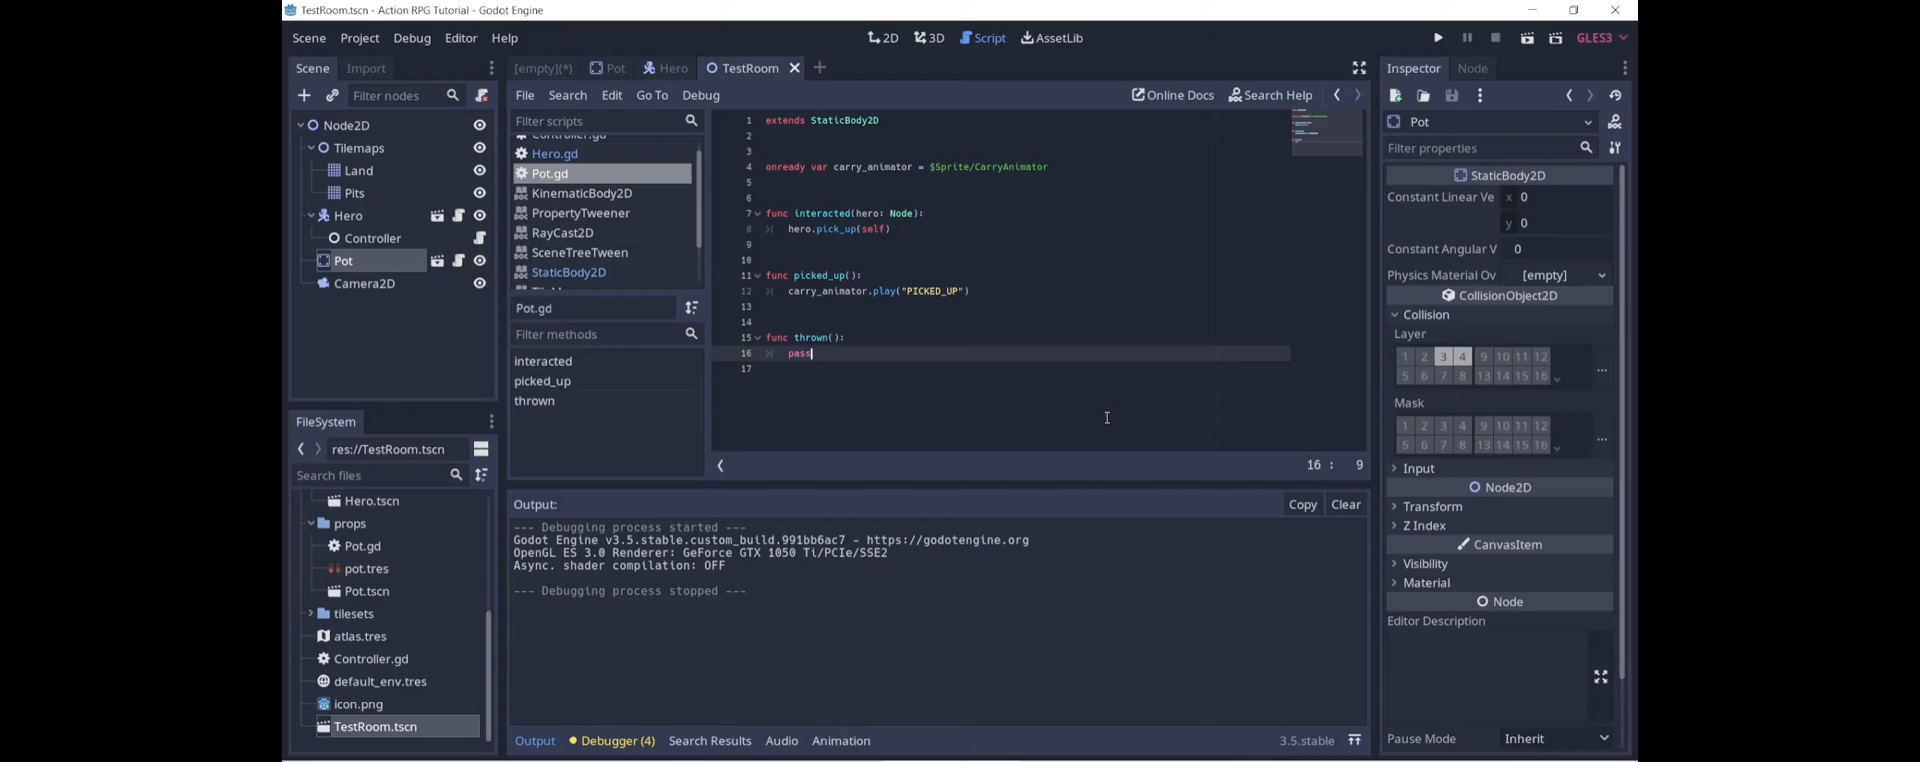 TestRoom.tscn - Action RPG Tutorial - Godot Engine
Scene Project Debug Editor Help
2D 3D Script AssetLib
GLES3
Scene Import
Filter nodes
Node2D
Tilemaps
Land
Pits
Hero
Controller
Pot
Camera2D
FileSystem
res://TestRoom.tscn
Search files
Hero.tscn
props
Pot.gd
pot.tres
Pot.tscn
tilesets
atlas.tres
Controller.gd
default_env.tres
icon.png
TestRoom.tscn
[empty](*) Pot Hero TestRoom
File Search Edit Go To Debug
Online Docs Search Help
Filter scripts
Controller.gd
Hero.gd
Pot.gd
KinematicBody2D
PropertyTweener
RayCast2D
SceneTreeTween
StaticBody2D
Pot.gd
Filter methods
interacted
picked_up
thrown
1 extends StaticBody2D
2
3
4 onready var carry_animator = $Sprite/CarryAnimator
5
6
7 func interacted(hero: Node):
8 hero.pick_up(self)
9
10
11 func picked_up():
12 carry_animator.play("PICKED_UP")
13
14
15 func thrown():
16 pass
17
16 : 9
Output:
Copy Clear
--- Debugging process started ---
Godot Engine v3.5.stable.custom_build.991bb6ac7 - https://godotengine.org
OpenGL ES 3.0 Renderer: GeForce GTX 1050 Ti/PCIe/SSE2
Async. shader compilation: OFF
--- Debugging process stopped ---
Output Debugger (4) Search Results Audio Animation
3.5.stable
Inspector Node
Pot
Filter properties
StaticBody2D
Constant Linear Ve x 0
y 0
Constant Angular V 0
Physics Material Ov [empty]
CollisionObject2D
Collision
Layer
1 2 3 4 9 10 11 12
5 6 7 8 13 14 15 16
Mask
1 2 3 4 9 10 11 12
5 6 7 8 13 14 15 16
Input
Node2D
Transform
Z Index
CanvasItem
Visibility
Material
Node
Editor Description
Pause Mode Inherit